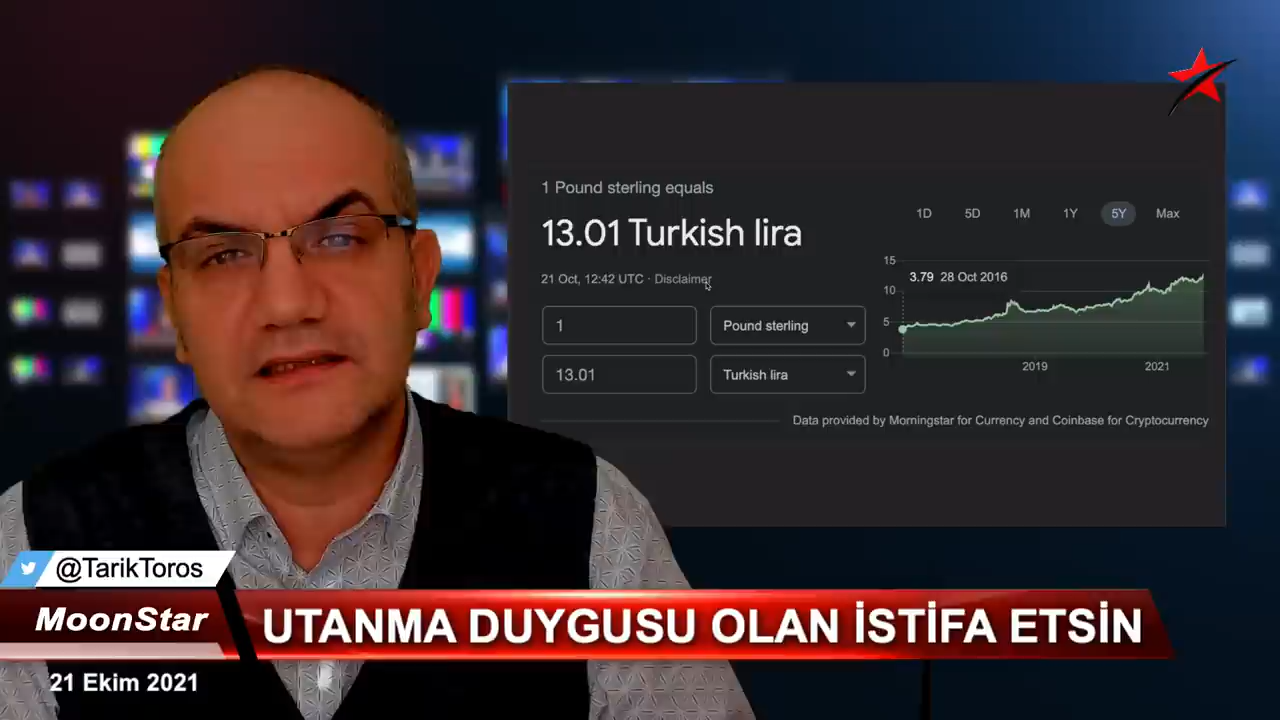 1 Pound sterling equals
13.01 Turkish lira
21 Oct, 12:42 UTC · Disclaimer
1
Pound sterling
13.01
Turkish lira
1D 5D 1M 1Y 5Y Max
15
3.79 28 Oct 2016
10
5
0
2019 2021
Data provided by Morningstar for Currency and Coinbase for Cryptocurrency
@TarikToros
MoonStar
UTANMA DUYGUSU OLAN İSTİFA ETSİN
21 Ekim 2021